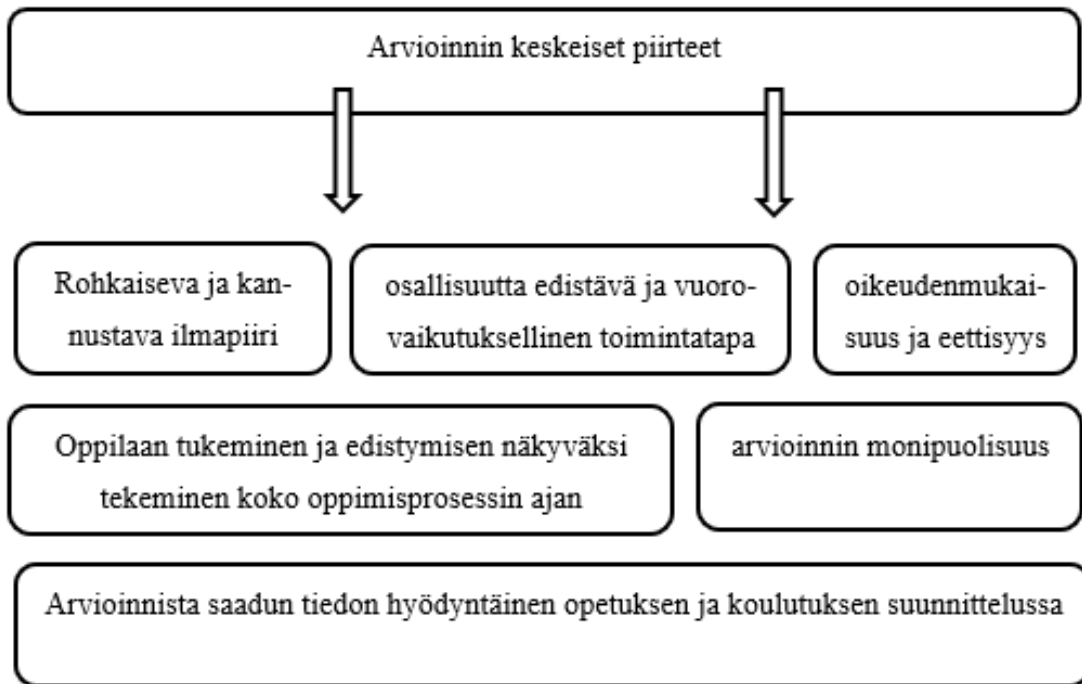 Arvioinnin keskeiset piirteet
Rohkaiseva ja kan-
nustava ilmapiiri
osallisuutta edistävä ja vuoro-
vaikutuksellinen toimintatapa
oikeudenmukai-
suus ja eettisyys
Oppilaan tukeminen ja edistymisen näkyväksi
tekeminen koko oppimisprosessin ajan
arvioinnin monipuolisuus
Arvioinnista saadun tiedon hyödyntäinen opetuksen ja koulutuksen suunnittelussa